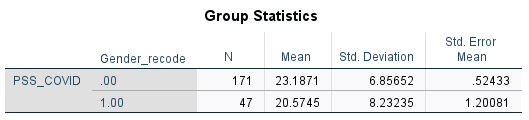 Group Statistics
Gender_recode N Mean Std. Deviation Std. Error Mean
PSS_COVID .00 171 23.1871 6.85652 .52433
1.00 47 20.5745 8.23235 1.20081